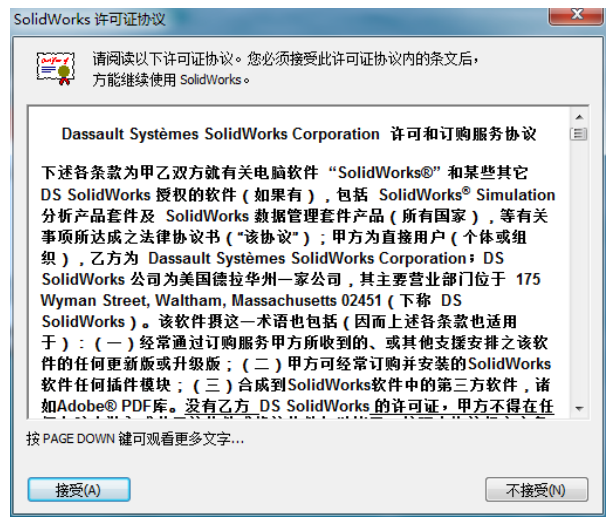 SolidWorks 许可证协议
请阅读以下许可证协议。您必须接受此许可证协议内的条文后，
方能继续使用 SolidWorks。
Dassault Systèmes SolidWorks Corporation 许可和订购服务协议
下述各条款为甲乙双方就有关电脑软件 “SolidWorks®” 和某些其它
DS SolidWorks 授权的软件 ( 如果有 ) , 包括 SolidWorks® Simulation
分析产品套件及 SolidWorks 数据管理套件产品 ( 所有国家 ) , 等有关
事项所达成之法律协议书 ( “该协议” ) ; 甲方为直接用户 ( 个体或组
织 ) , 乙方为 Dassault Systèmes SolidWorks Corporation; DS
SolidWorks 公司为美国德拉华州一家公司 , 其主要营业部门位于 175
Wyman Street, Waltham, Massachusetts 02451 ( 下称 DS
SolidWorks ) 。该软件摄这一术语也包括 ( 因而上述各条款也适用
于 ) : ( 一 ) 经常通过订购服务甲方所收到的、或其他支援安排之该软
件的任何更新版或升级版 ; ( 二 ) 甲方可经常订购并安装的SolidWorks
软件任何插件模块 ; ( 三 ) 合成到SolidWorks软件中的第三方软件 , 诸
如Adobe® PDF库。没有乙方 DS SolidWorks 的许可证，甲方不得在任
按 PAGE DOWN 键可观看更多文字...
接受(A)
不接受(N)